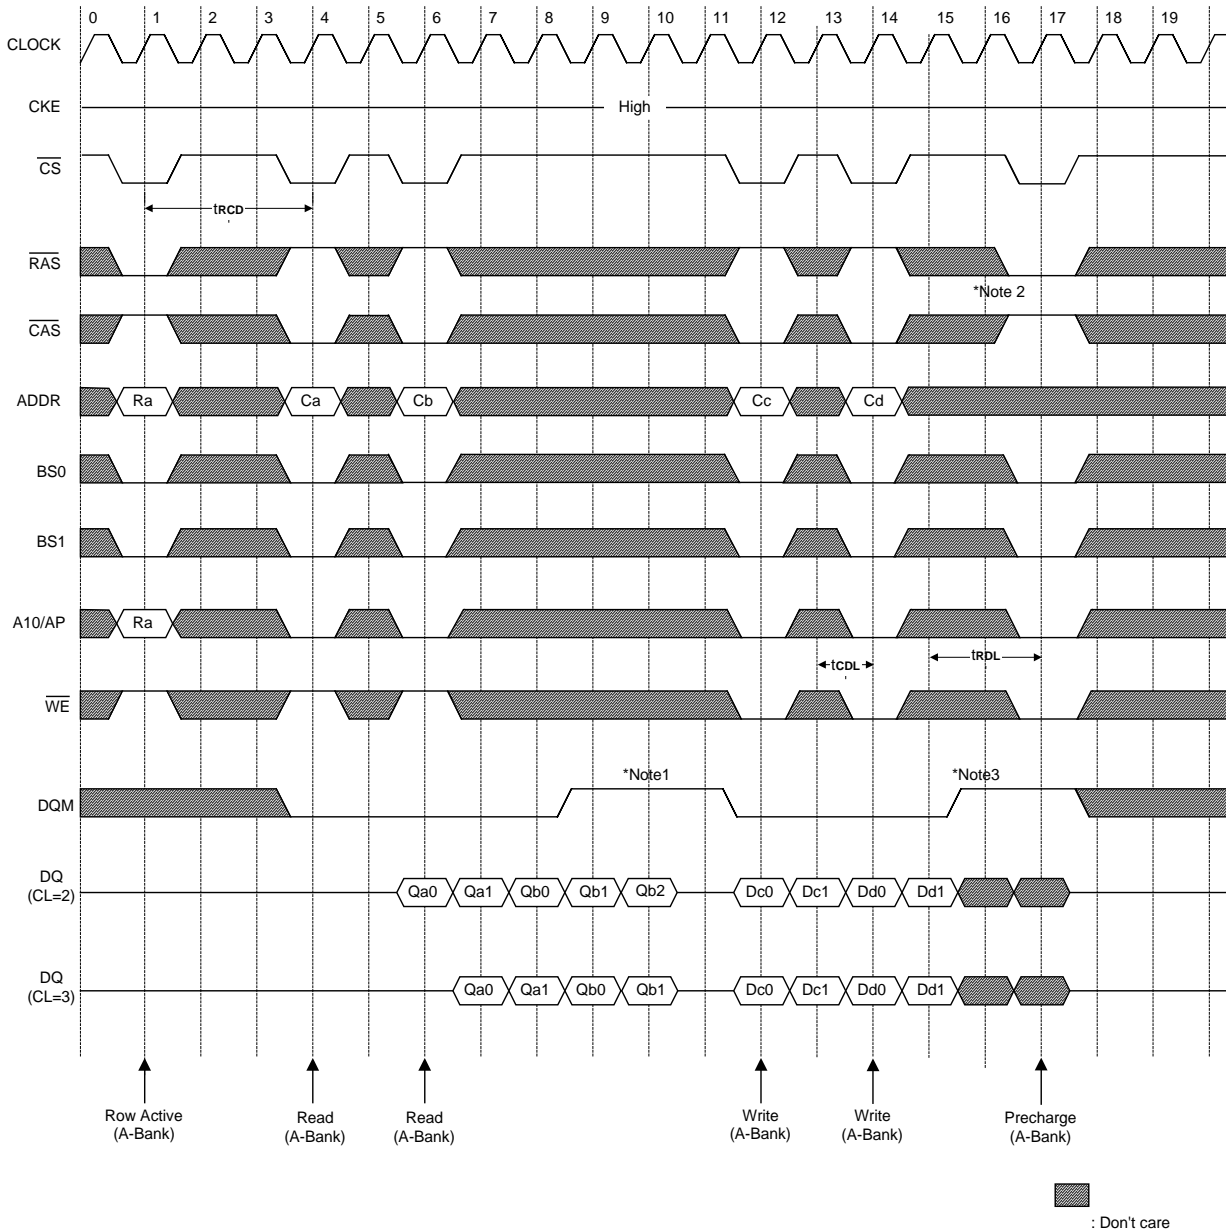 0 1 2 3 4 5 6 7 8 9 10 11 12 13 14 15 16 17 18 19
CLOCK
CKE High
CS
tRCD
RAS
*Note 2
CAS
ADDR Ra Ca Cb Cc Cd
BS0
BS1
A10/AP Ra
tCDL tRDL
WE
*Note1 *Note3
DQM
DQ
(CL=2) Qa0 Qa1 Qb0 Qb1 Qb2 Dc0 Dc1 Dd0 Dd1
DQ
(CL=3) Qa0 Qa1 Qb0 Qb1 Dc0 Dc1 Dd0 Dd1
Row Active Read Read Write Write Precharge
(A-Bank) (A-Bank) (A-Bank) (A-Bank) (A-Bank) (A-Bank)
: Don't care